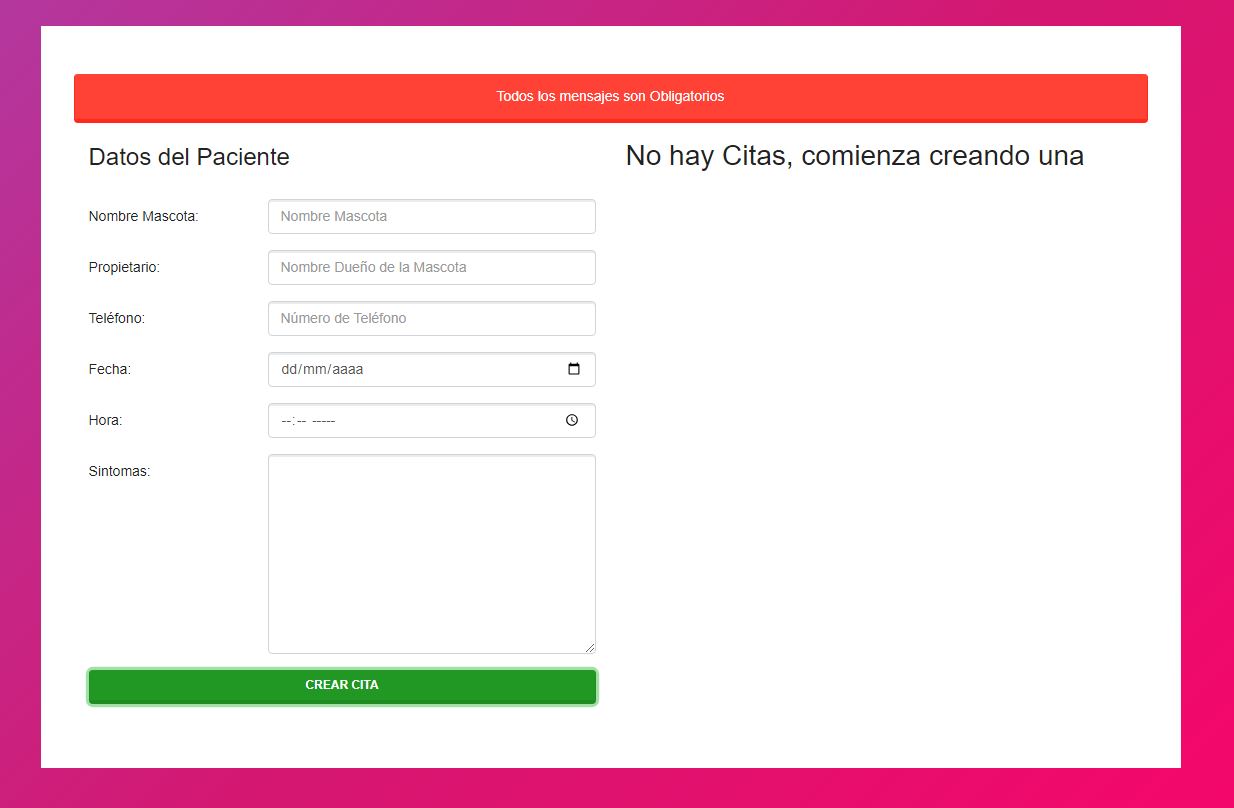 Todos los mensajes son Obligatorios
Datos del Paciente
No hay Citas, comienza creando una
Nombre Mascota:
Nombre Mascota
Propietario:
Nombre Dueño de la Mascota
Teléfono:
Número de Teléfono
Fecha:
dd/mm/aaaa
Hora:
--:-- -----
Sintomas:
CREAR CITA